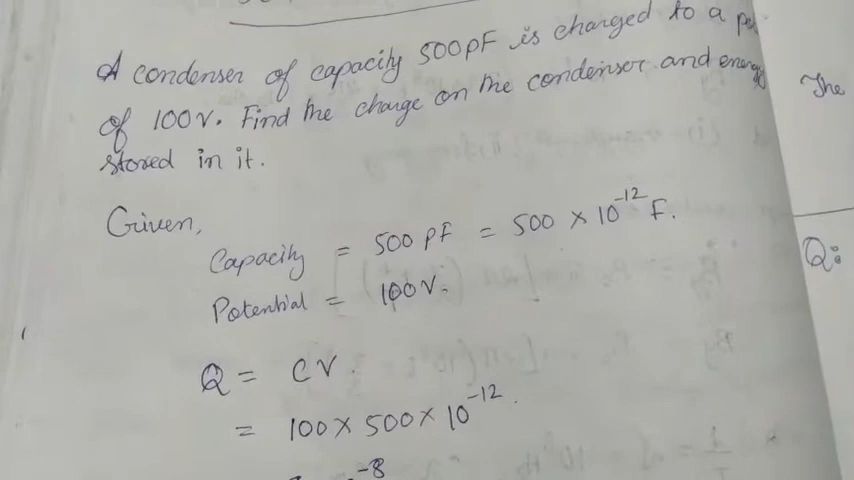 A condenser of capacity 500pF is charged to a
of 100V. Find the charge on the condenser and energy
stored in it.
Given,
Capacity = 500 pF = 500 × 10⁻¹² F.
Potential = 100V.
Q = CV.
= 100 × 500 × 10⁻¹².
-8
The
Q: